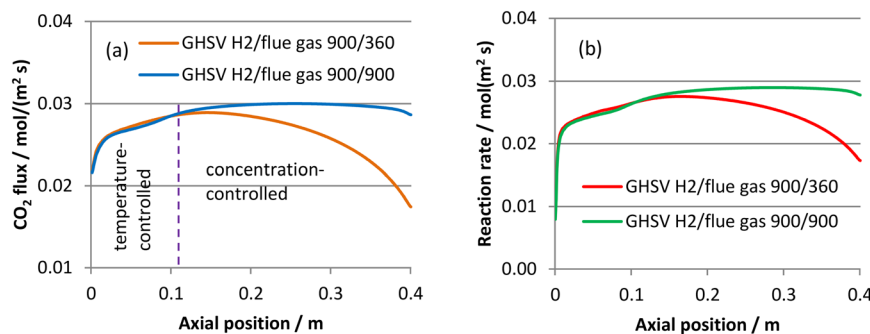 (a)
GHSV H2/flue gas 900/360
GHSV H2/flue gas 900/900
CO₂ flux / mol/(m² s)
0.04
0.03
0.02
0.01
temperature-
controlled
concentration-
controlled
0
0.1
0.2
0.3
0.4
Axial position / m
(b)
Reaction rate / mol(m² s)
0.04
0.03
0.02
0.01
0.00
GHSV H2/flue gas 900/360
GHSV H2/flue gas 900/900
0
0.1
0.2
0.3
0.4
Axial position / m